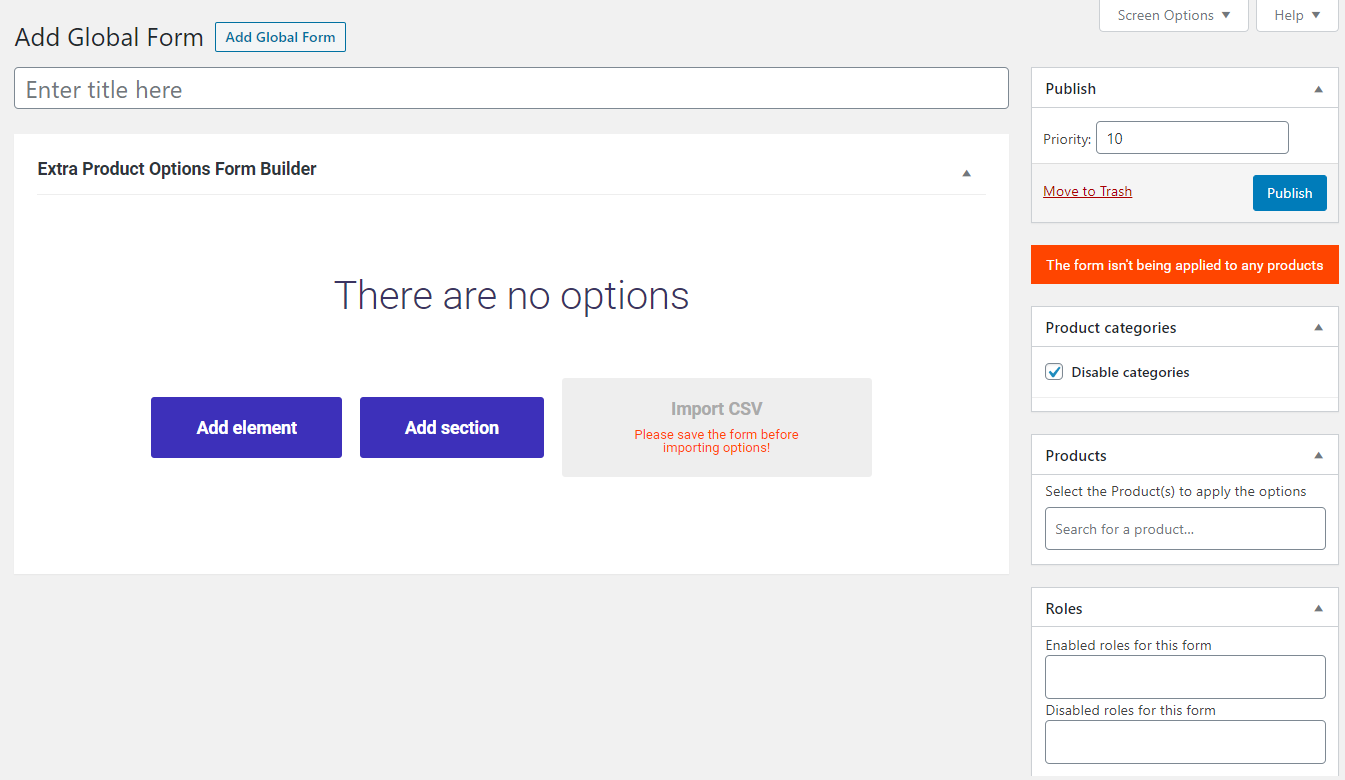 Screen Options
Help
Add Global Form
Add Global Form
Enter title here
Extra Product Options Form Builder
There are no options
Add element
Add section
Import CSV
Please save the form before
importing options!
Publish
Priority: 10
Move to Trash
Publish
The form isn't being applied to any products
Product categories
Disable categories
Products
Select the Product(s) to apply the options
Search for a product...
Roles
Enabled roles for this form
Disabled roles for this form